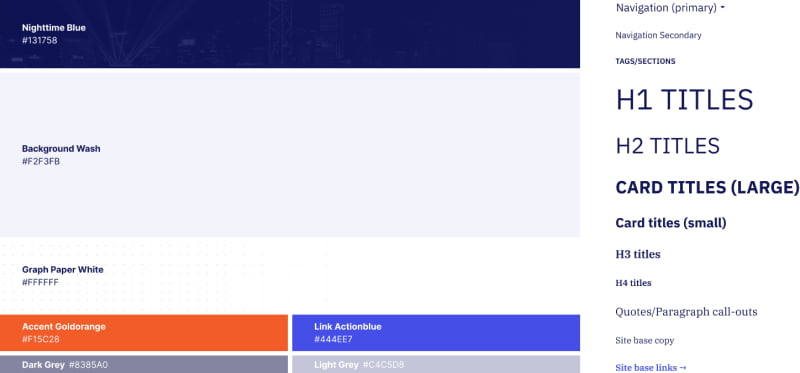 Nighttime Blue
#131758
Background Wash
#F2F3FB
Graph Paper White
#FFFFFF
Accent Goldorange
#F15C28
Link Actionblue
#444EE7
Dark Grey #8385A0
Light Grey #C4C5D8
Navigation (primary)
Navigation Secondary
TAGS/SECTIONS
H1 TITLES
H2 TITLES
CARD TITLES (LARGE)
Card titles (small)
H3 titles
H4 titles
Quotes/Paragraph call-outs
Site base copy
Site base links →